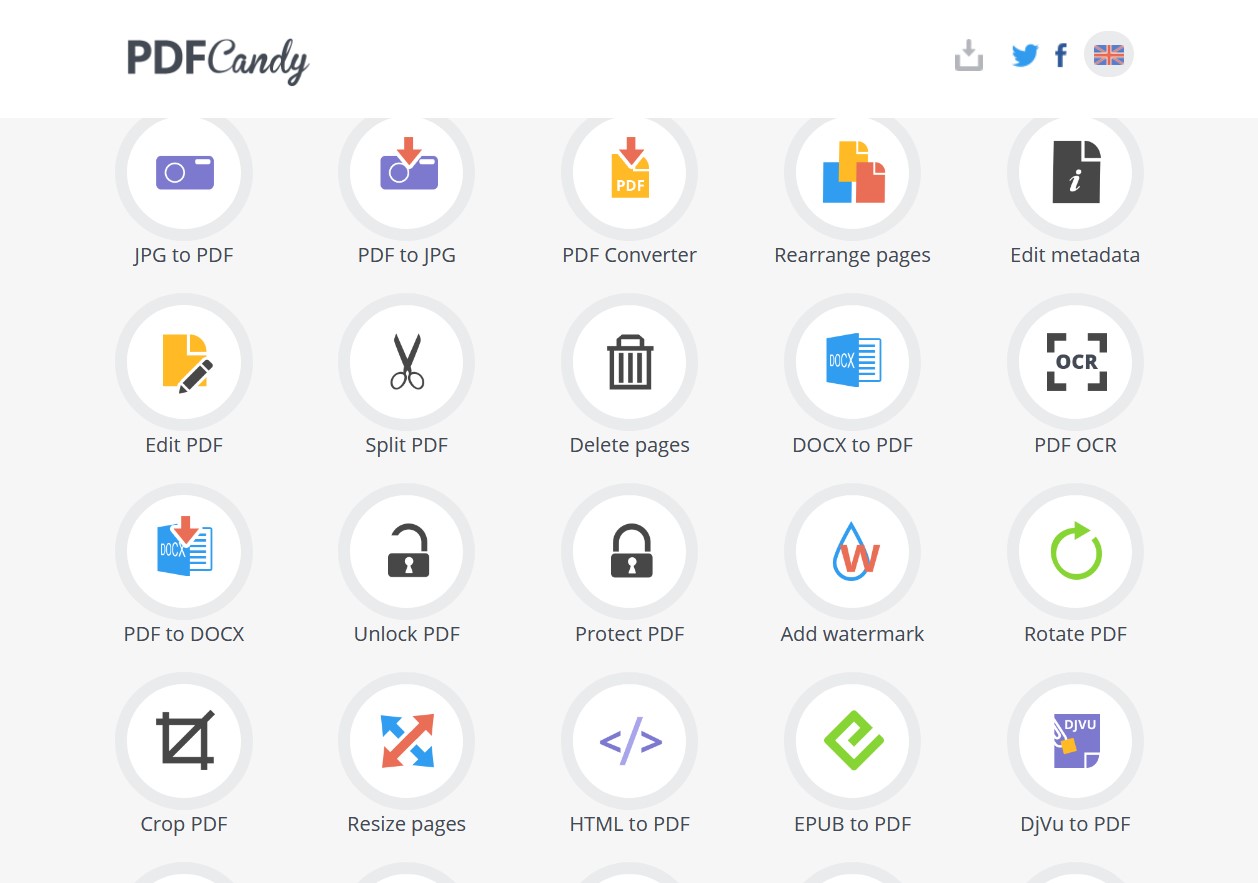 PDFCandy
PDF
i
JPG to PDF
PDF to JPG
PDF Converter
Rearrange pages
Edit metadata
DOCX
OCR
Edit PDF
Split PDF
Delete pages
DOCX to PDF
PDF OCR
DOCX
W
PDF to DOCX
Unlock PDF
Protect PDF
Add watermark
Rotate PDF
</>
DJVU
Crop PDF
Resize pages
HTML to PDF
EPUB to PDF
DjVu to PDF